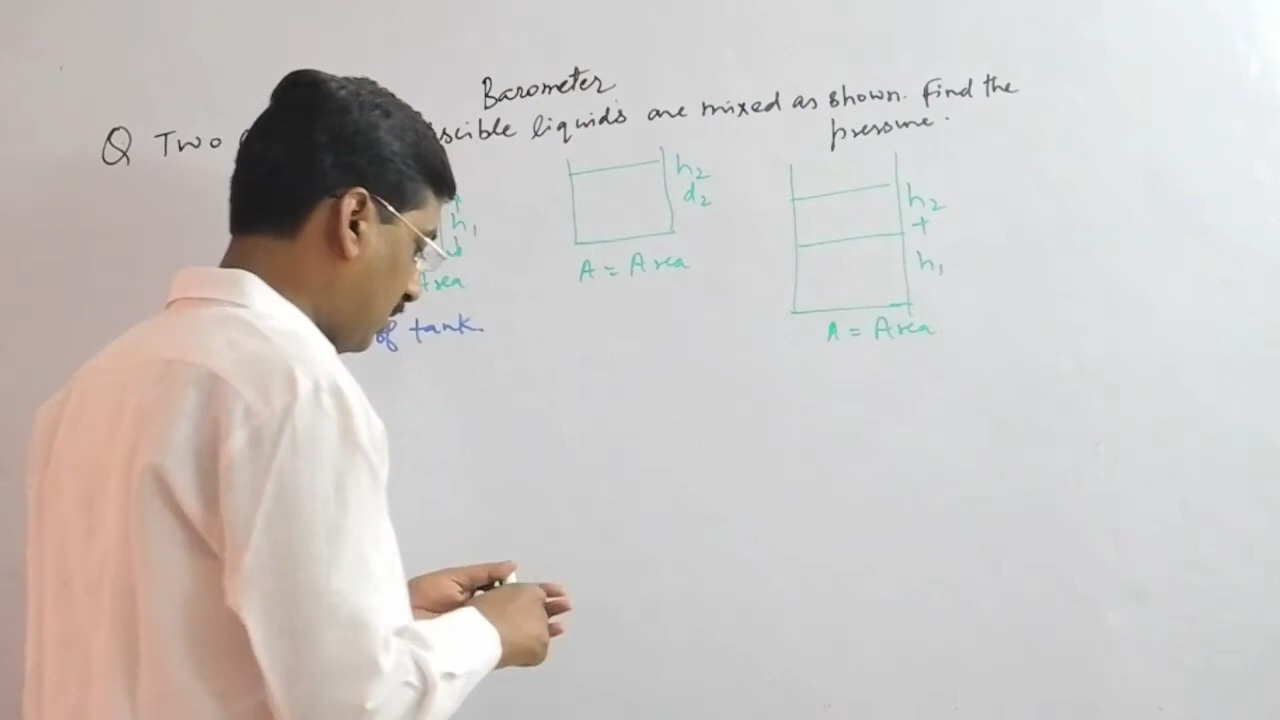 Barometer
Q Two scible liquids are mixed as shown. Find the
pressure.
h1
Area
of tank.
h2
d2
A = Area
h2
+
h1
A = Area.